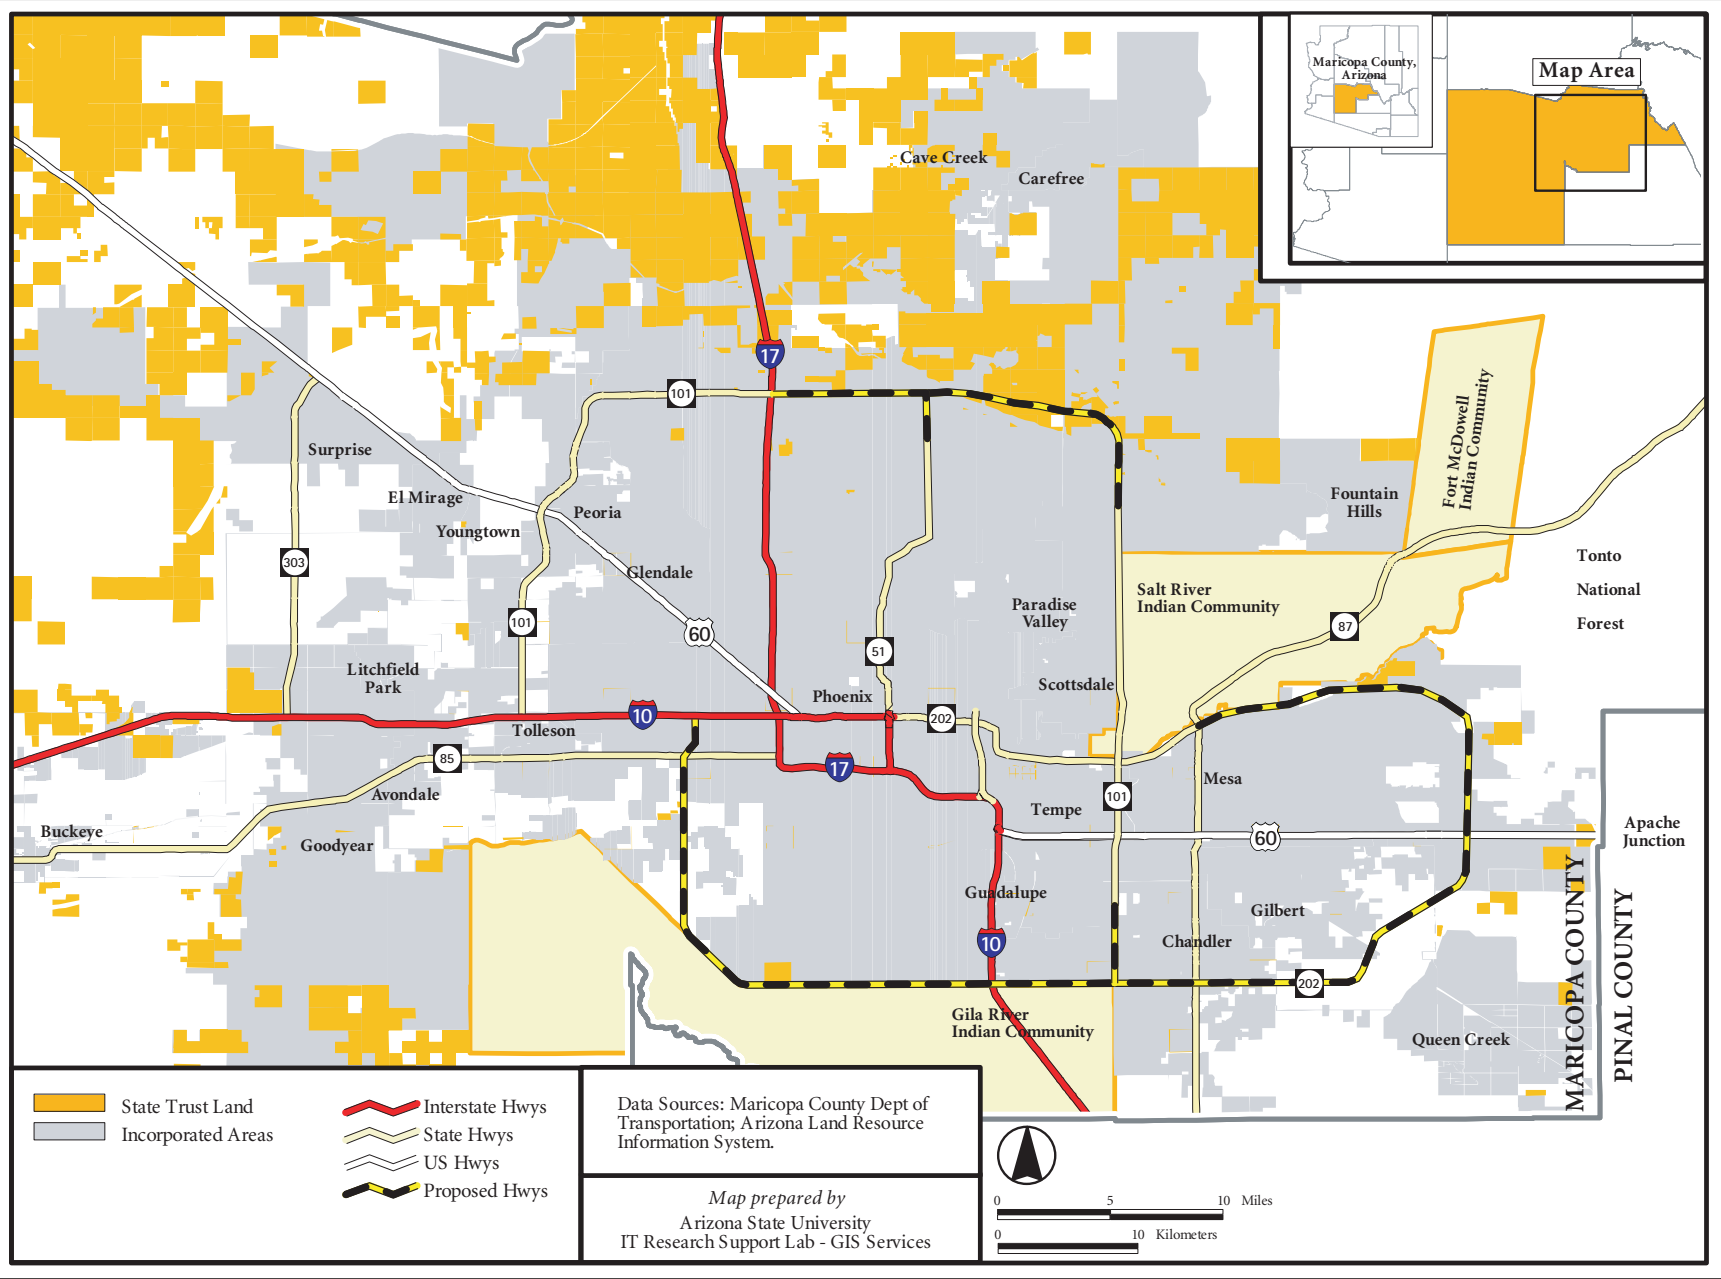 Maricopa County,
Arizona
Map Area
Cave Creek
Carefree
17
101
Surprise
El Mirage
Youngtown
Peoria
Fort McDowell
Indian Community
Fountain
Hills
303
Glendale
Tonto
National
Forest
Salt River
Indian Community
Paradise
Valley
101
60
51
87
Litchfield
Park
Phoenix
Scottsdale
10
202
Tolleson
85
17
Mesa
Avondale
101
Tempe
Buckeye
Goodyear
60
Apache
Junction
Guadalupe
Gilbert
10
Chandler
202
Gila River
Indian Community
Queen Creek
MARICOPA COUNTY
PINAL COUNTY
State Trust Land
Incorporated Areas
Interstate Hwys
State Hwys
US Hwys
Proposed Hwys
Data Sources: Maricopa County Dept of
Transportation; Arizona Land Resource
Information System.
Map prepared by
Arizona State University
IT Research Support Lab - GIS Services
0 5 10 Miles
0 10 Kilometers